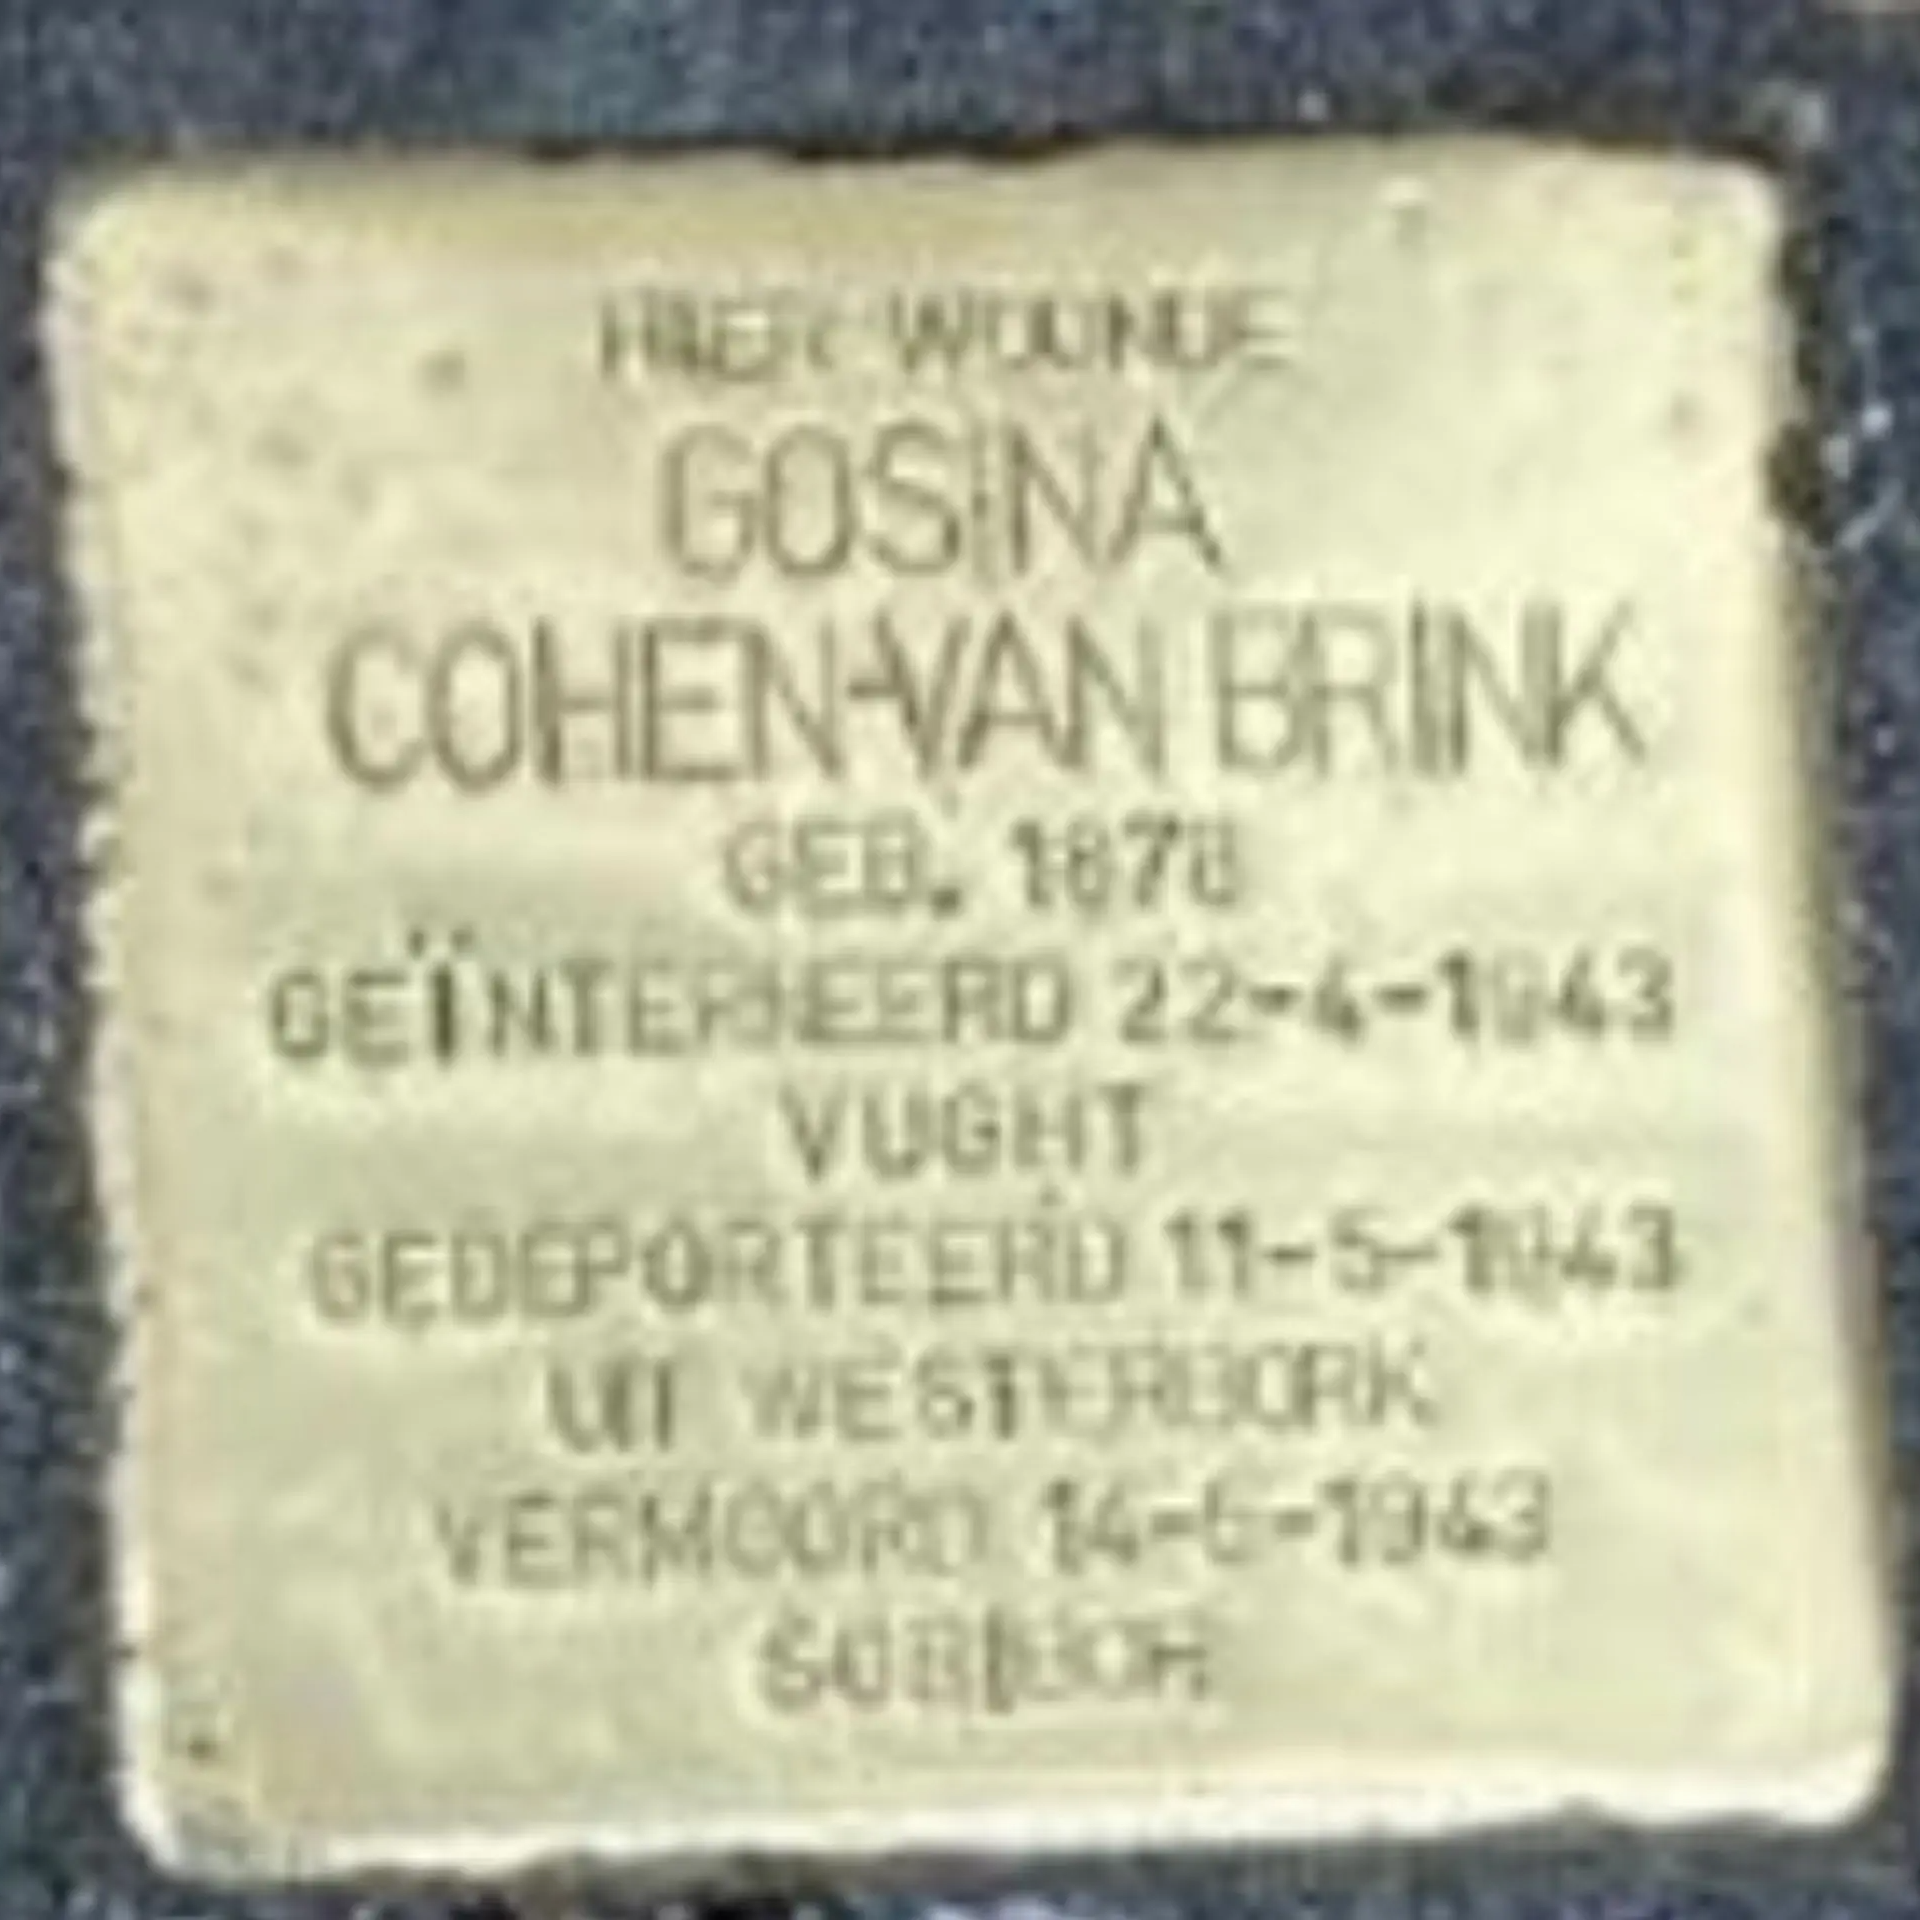 HIER WOONDE
GOSINA
COHEN-VAN BRINK
GEB. 1878
GEÏNTERNEERD 22-4-1943
VUGHT
GEDEPORTEERD 11-5-1943
UIT WESTERBORK
VERMOORD 14-5-1943
SOBIBOR